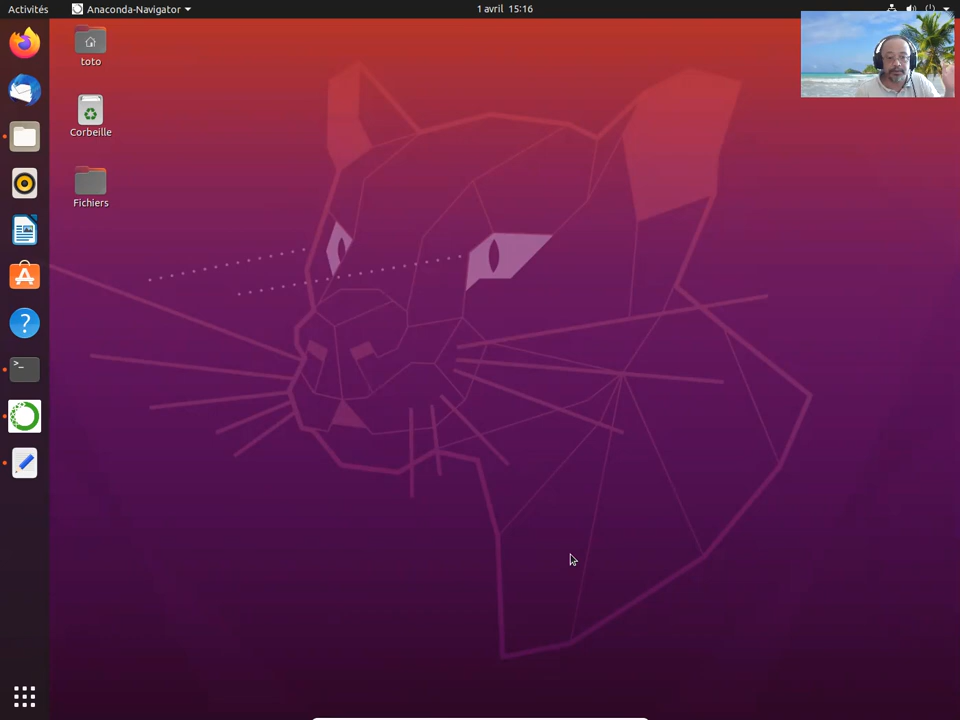 Activités
Anaconda-Navigator
1 avril 15:16
toto
Corbeille
Fichiers
>_
?